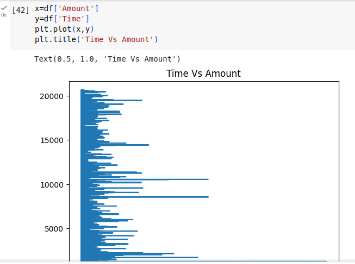 [42] x=df['Amount']
y=df['Time']
plt.plot(x,y)
plt.title('Time Vs Amount')
Text(0.5, 1.0, 'Time Vs Amount')
Time Vs Amount
20000
15000
10000
5000